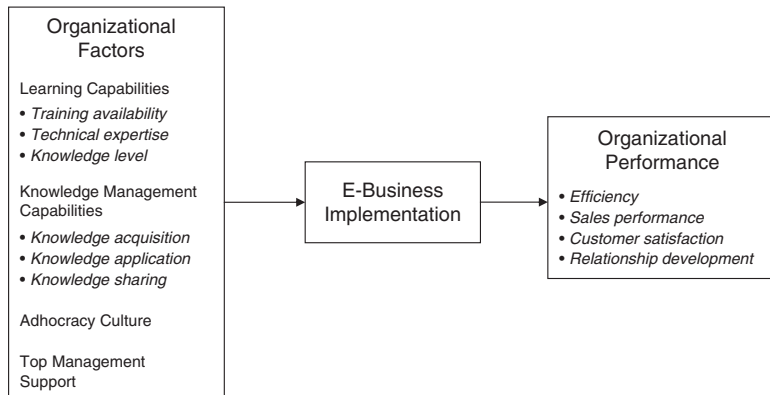 Organizational
Factors
Learning Capabilities
• Training availability
• Technical expertise
• Knowledge level
Knowledge Management
Capabilities
• Knowledge acquisition
• Knowledge application
• Knowledge sharing
Adhocracy Culture
Top Management
Support
E-Business
Implementation
Organizational
Performance
• Efficiency
• Sales performance
• Customer satisfaction
• Relationship development